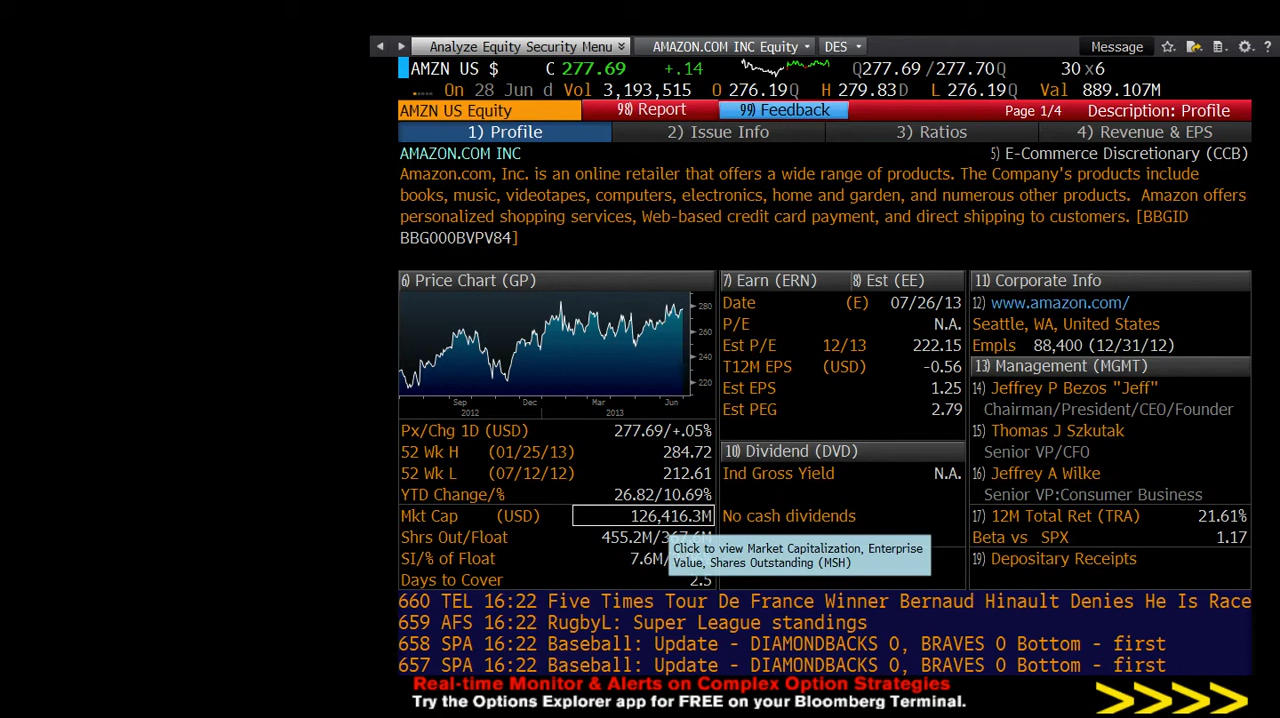 Analyze Equity Security Menu AMAZON.COM INC Equity DES Message ?
AMZN US $ C 277.69 +.14 Q277.69/277.70Q 30x6
On 28 Jun d Vol 3,193,515 O 276.19Q H 279.83D L 276.19Q Val 889.107M
AMZN US Equity 98) Report 99) Feedback Page 1/4 Description: Profile
1) Profile 2) Issue Info 3) Ratios 4) Revenue & EPS
AMAZON.COM INC 5) E-Commerce Discretionary (CCB)
Amazon.com, Inc. is an online retailer that offers a wide range of products. The Company's products include
books, music, videotapes, computers, electronics, home and garden, and numerous other products. Amazon offers
personalized shopping services, Web-based credit card payment, and direct shipping to customers. [BBGID
BBG000BVPV84]
6) Price Chart (GP)
280
260
240
220
Sep Dec Mar Jun
2012 2013
Px/Chg 1D (USD) 277.69/+.05%
52 Wk H (01/25/13) 284.72
52 Wk L (07/12/12) 212.61
YTD Change/% 26.82/10.69%
Mkt Cap (USD) 126,416.3M
Shrs Out/Float 455.2M/367.6M
SI/% of Float 7.6M/
Days to Cover 2.5
7) Earn (ERN) 8) Est (EE)
Date (E) 07/26/13
P/E N.A.
Est P/E 12/13 222.15
T12M EPS (USD) -0.56
Est EPS 1.25
Est PEG 2.79
10) Dividend (DVD)
Ind Gross Yield N.A.
No cash dividends
Click to view Market Capitalization, Enterprise
Value, Shares Outstanding (MSH)
11) Corporate Info
12) www.amazon.com/
Seattle, WA, United States
Empls 88,400 (12/31/12)
13) Management (MGMT)
14) Jeffrey P Bezos "Jeff"
Chairman/President/CEO/Founder
15) Thomas J Szkutak
Senior VP/CFO
16) Jeffrey A Wilke
Senior VP:Consumer Business
17) 12M Total Ret (TRA) 21.61%
Beta vs SPX 1.17
19) Depositary Receipts
660 TEL 16:22 Five Times Tour De France Winner Bernaud Hinault Denies He Is Race
659 AFS 16:22 RugbyL: Super League standings
658 SPA 16:22 Baseball: Update - DIAMONDBACKS 0, BRAVES 0 Bottom - first
657 SPA 16:22 Baseball: Update - DIAMONDBACKS 0, BRAVES 0 Bottom - first
Real-time Monitor & Alerts on Complex Option Strategies
Try the Options Explorer app for FREE on your Bloomberg Terminal.